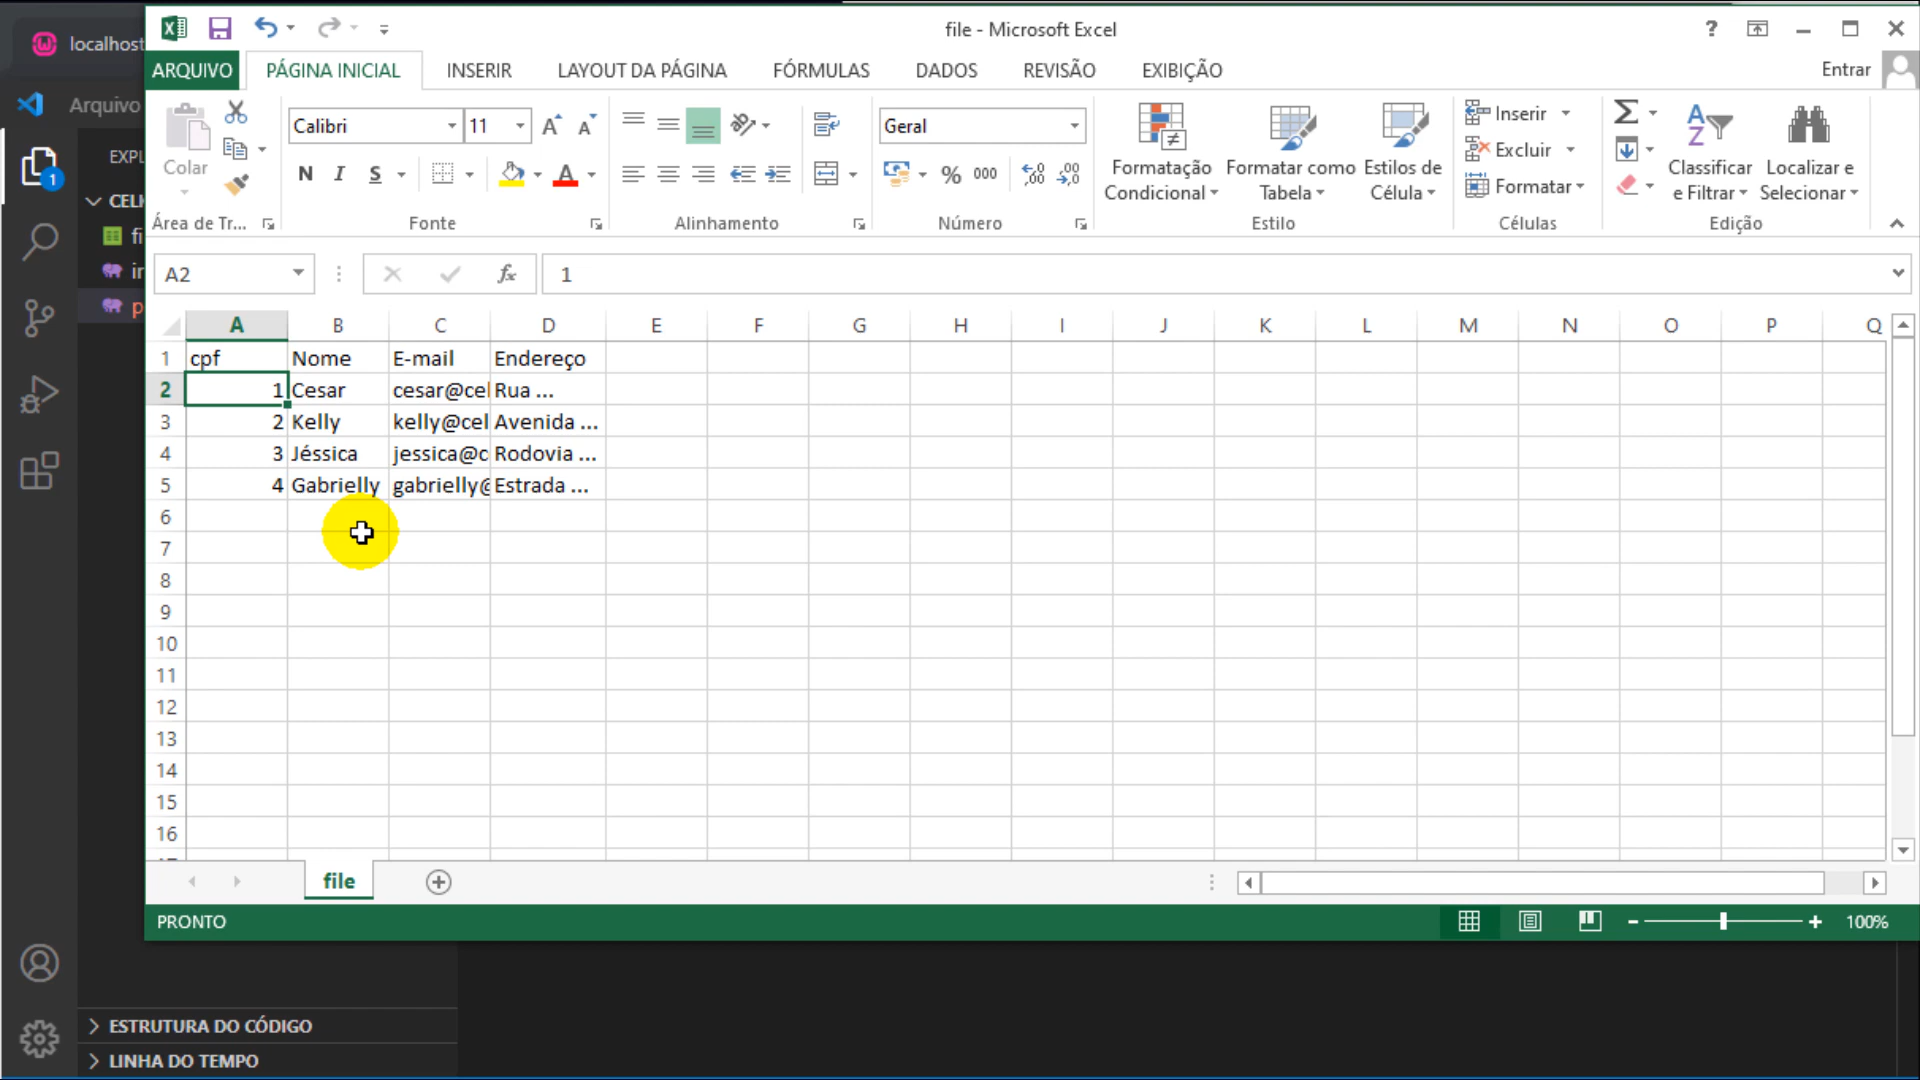 file - Microsoft Excel
?
localhost
ARQUIVO PÁGINA INICIAL INSERIR LAYOUT DA PÁGINA FÓRMULAS DADOS REVISÃO EXIBIÇÃO Entrar
Arquivo
Colar
Calibri 11
N I S A
Geral
% 000
Formatação Condicional
Formatar como Tabela
Estilos de Célula
Inserir
Excluir
Formatar
Classificar e Filtrar
Localizar e Selecionar
Área de Tr... Fonte Alinhamento Número Estilo Células Edição
EXPL
1
A2 fx 1
A B C D E F G H I J K L M N O P Q
1 cpf Nome E-mail Endereço
2 1 Cesar cesar@cel Rua ...
3 2 Kelly kelly@cel Avenida ...
4 3 Jéssica jessica@c Rodovia ...
5 4 Gabrielly gabrielly@ Estrada ...
6
7
8
9
10
11
12
13
14
15
16
file
PRONTO 100%
ESTRUTURA DO CÓDIGO
LINHA DO TEMPO